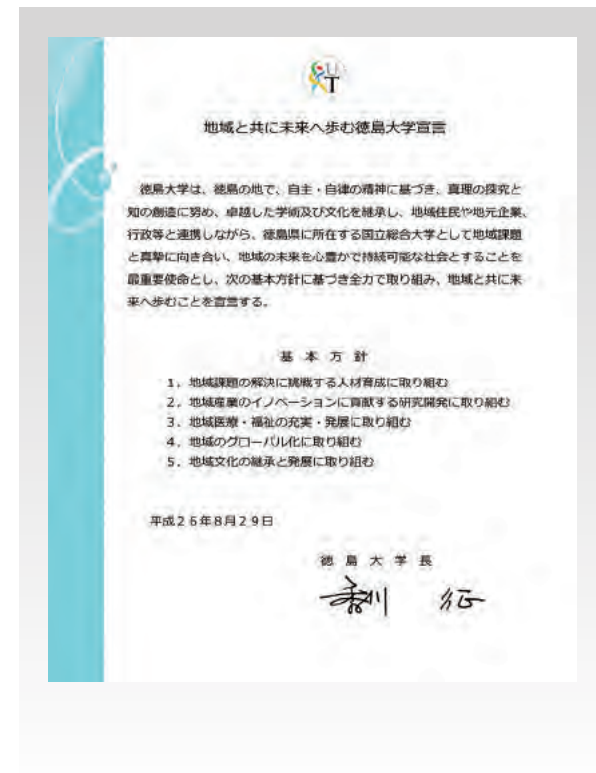 UT
地域と共に未来へ歩む徳島大学宣言
徳島大学は、徳島の地で、自主・自律の精神に基づき、真理の探究と
知の創造に努め、卓越した学術及び文化を継承し、地域住民や地元企業、
行政等と連携しながら、徳島県に所在する国立総合大学として地域課題
と真摯に向き合い、地域の未来を心豊かで持続可能な社会とすることを
最重要使命とし、次の基本方針に基づき全力で取り組み、地域と共に未
来へ歩むことを宣言する。
基 本 方 針
1．地域課題の解決に挑戦する人材育成に取り組む
2．地域産業のイノベーションに貢献する研究開発に取り組む
3．地域医療・福祉の充実・発展に取り組む
4．地域のグローバル化に取り組む
5．地域文化の継承と発展に取り組む
平成26年8月29日
徳 島 大 学 長
香川 征